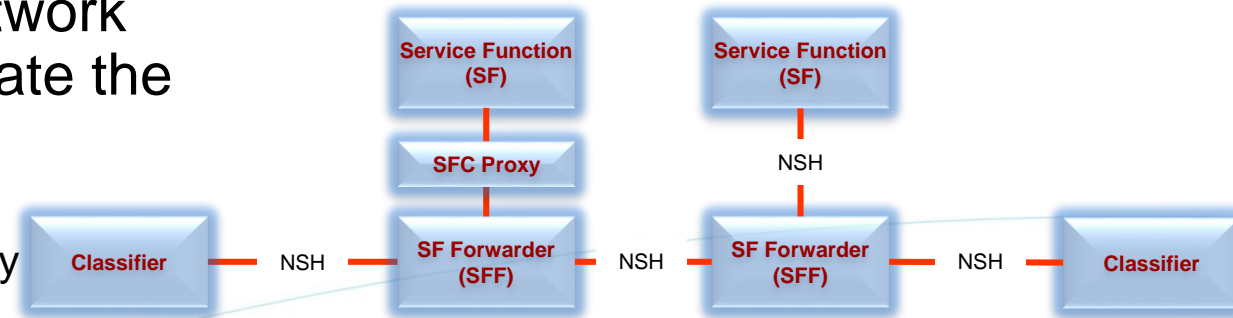 twork
ate the
y
Service Function
(SF)
Service Function
(SF)
SFC Proxy
NSH
Classifier
NSH
SF Forwarder
(SFF)
NSH
SF Forwarder
(SFF)
NSH
Classifier